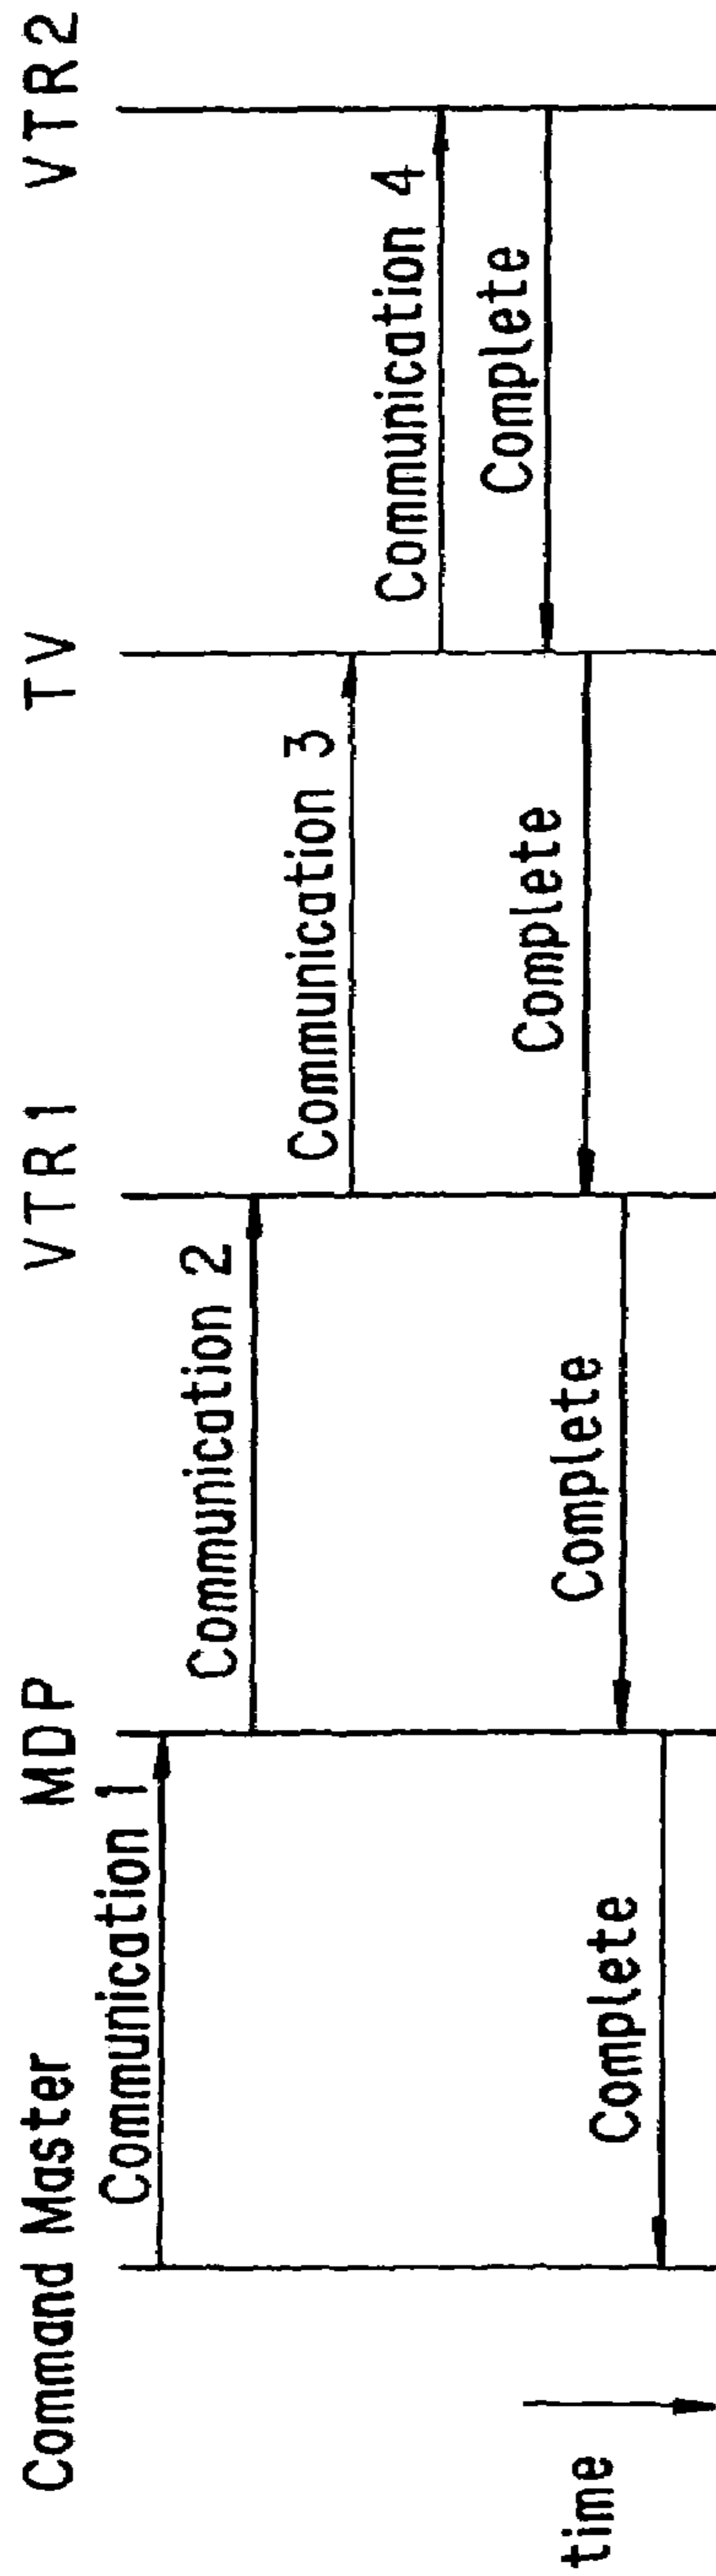 Command Master
MDP
VTR1
TV
VTR2
Communication 1
Communication 2
Communication 3
Communication 4
Complete
Complete
Complete
Complete
time